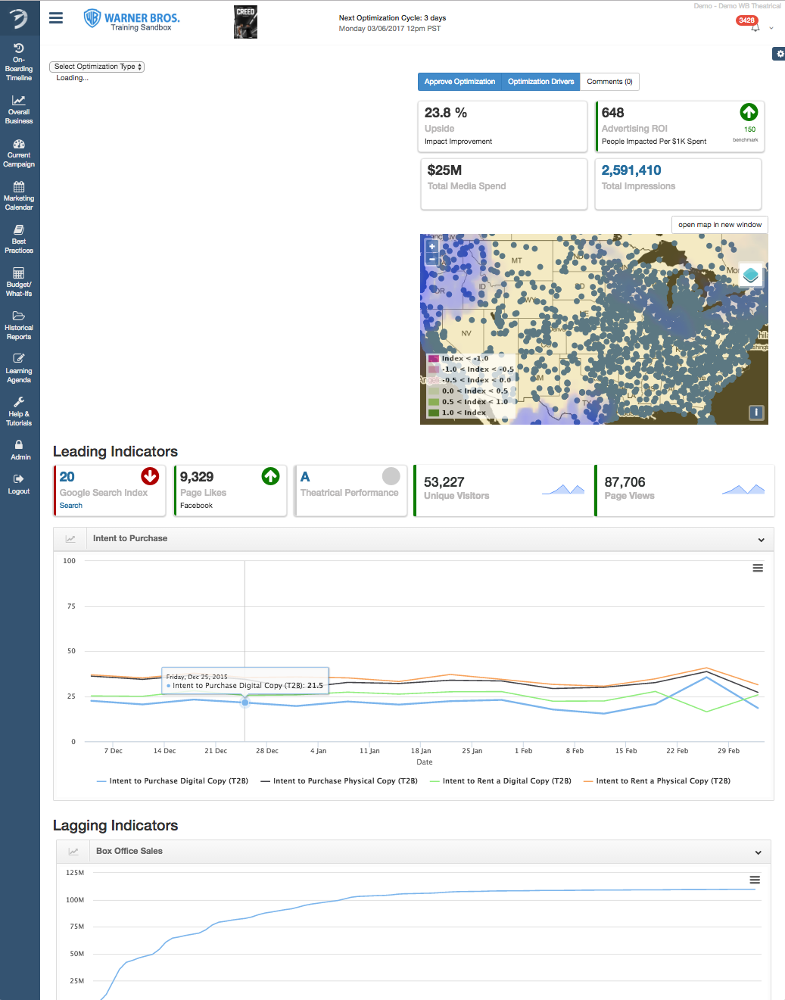 Demo - Demo WB Theatrical
WARNER BROS.
Training Sandbox
CREED
Next Optimization Cycle: 3 days
Monday 03/06/2017 12pm PST
3428
On-
Boarding
Timeline
Overall
Business
Current
Campaign
Marketing
Calendar
Best
Practices
Budget/
What-Ifs
Historical
Reports
Learning
Agenda
Help &
Tutorials
Admin
Logout
Select Optimization Type
Loading...
Approve Optimization
Optimization Drivers
Comments (0)
23.8 %
Upside
Impact Improvement
648
Advertising ROI
People Impacted Per $1K Spent
150
benchmark
$25M
Total Media Spend
2,591,410
Total Impressions
open map in new window
+
−
MT
ID
WY
NV
NM
TX
LA
Index < -1.0
-1.0 < Index < -0.5
-0.5 < Index < 0.0
0.0 < Index < 0.5
0.5 < Index < 1.0
1.0 < Index
i
Leading Indicators
20
Google Search Index
Search
9,329
Page Likes
Facebook
A
Theatrical Performance
53,227
Unique Visitors
87,706
Page Views
Intent to Purchase
100
75
50
25
0
Friday, Dec 25, 2015
Intent to Purchase Digital Copy (T2B): 21.5
7 Dec
14 Dec
21 Dec
28 Dec
4 Jan
11 Jan
18 Jan
25 Jan
1 Feb
8 Feb
15 Feb
22 Feb
29 Feb
Date
Intent to Purchase Digital Copy (T2B)
Intent to Purchase Physical Copy (T2B)
Intent to Rent a Digital Copy (T2B)
Intent to Rent a Physical Copy (T2B)
Lagging Indicators
Box Office Sales
125M
100M
75M
50M
25M